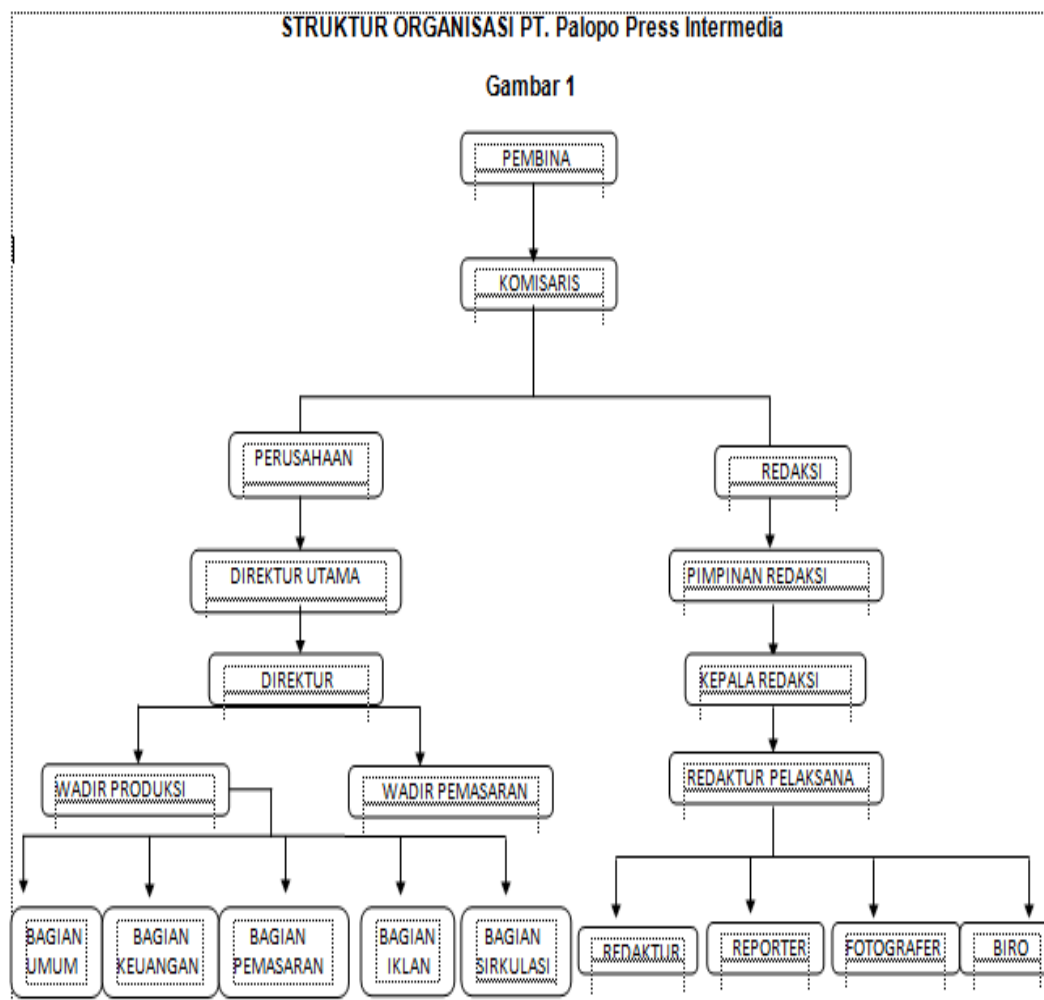 STRUKTUR ORGANISASI PT. Palopo Press Intermedia
Gambar 1
PEMBINA
KOMISARIS
PERUSAHAAN
REDAKSI
DIREKTUR UTAMA
PIMPINAN REDAKSI
DIREKTUR
KEPALA REDAKSI
WADIR PRODUKSI
WADIR PEMASARAN
REDAKTUR PELAKSANA
BAGIAN
UMUM
BAGIAN
KEUANGAN
BAGIAN
PEMASARAN
BAGIAN
IKLAN
BAGIAN
SIRKULASI
REDAKTUR
REPORTER
FOTOGRAFER
BIRO